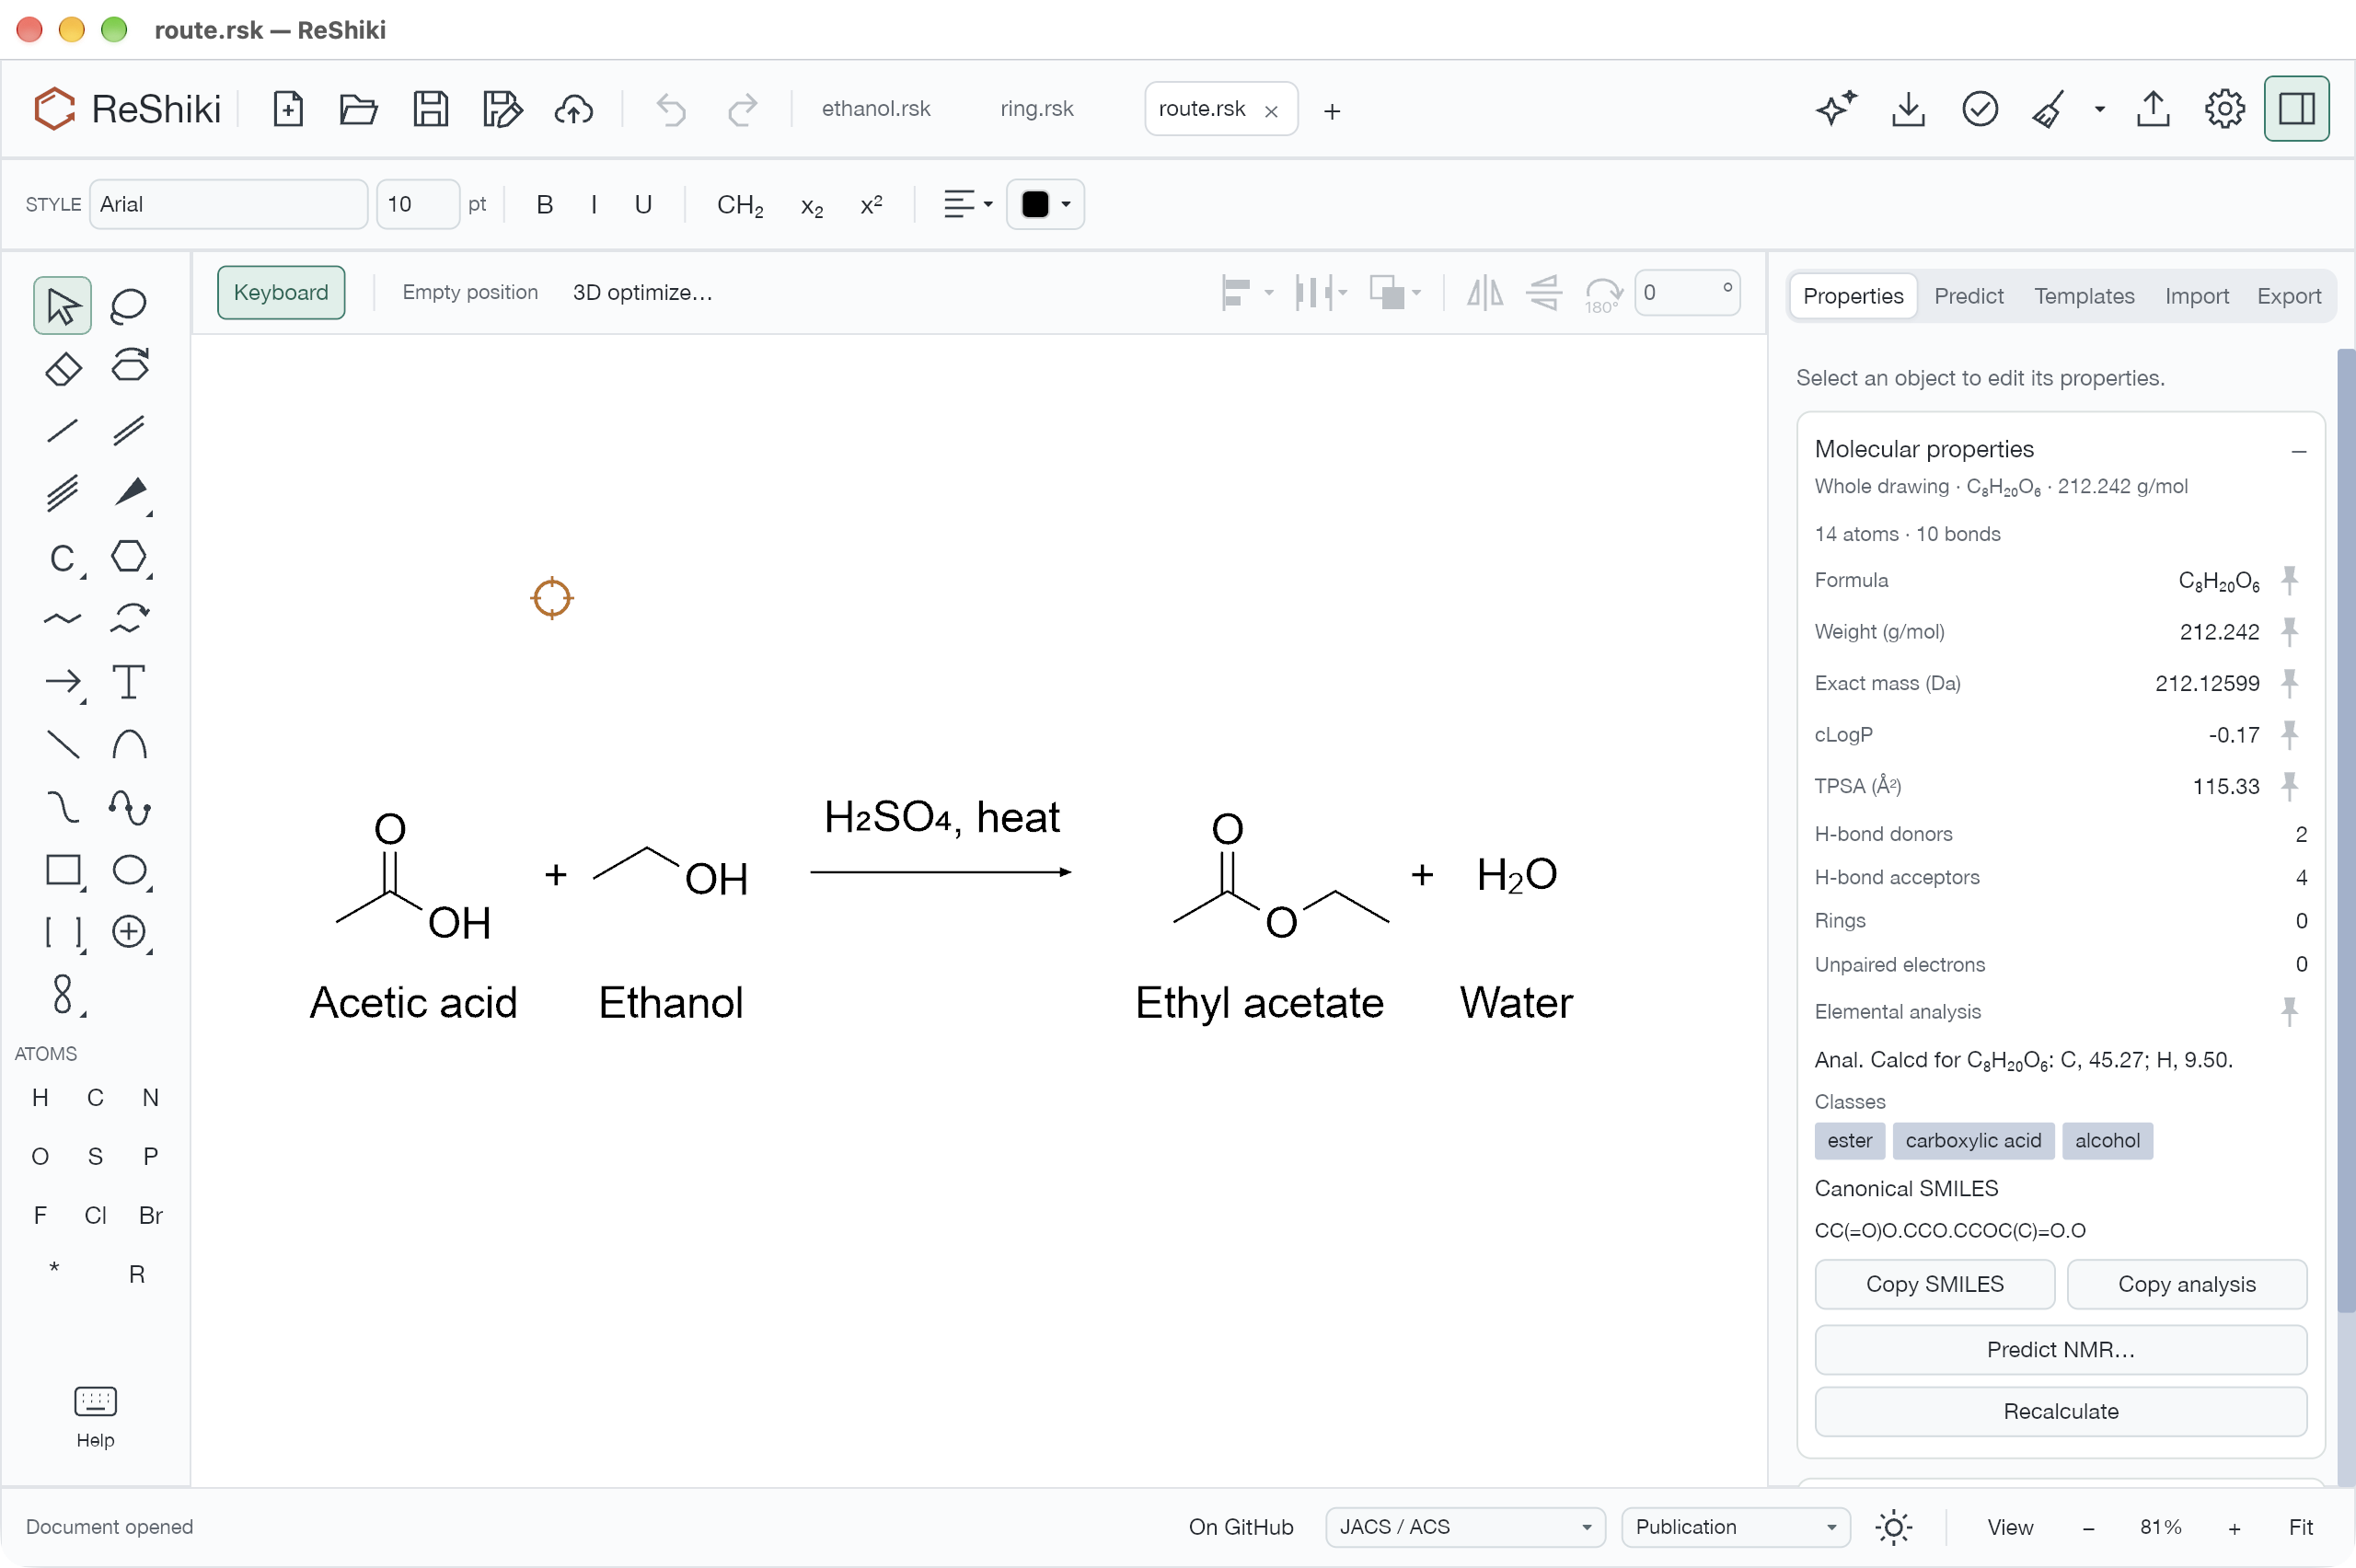 route.rsk — ReShiki
ReShiki
ethanol.rsk
ring.rsk
route.rsk ×
+
STYLE Arial 10 pt B I U CH₂ x₂ x²
Keyboard Empty position 3D optimize...
180° 0 °
Properties Predict Templates Import Export
Select an object to edit its properties.
Molecular properties –
Whole drawing · C₈H₂₀O₆ · 212.242 g/mol
14 atoms · 10 bonds
Formula C₈H₂₀O₆
Weight (g/mol) 212.242
Exact mass (Da) 212.12599
cLogP -0.17
TPSA (Å²) 115.33
H-bond donors 2
H-bond acceptors 4
Rings 0
Unpaired electrons 0
Elemental analysis
Anal. Calcd for C₈H₂₀O₆: C, 45.27; H, 9.50.
Classes
ester carboxylic acid alcohol
Canonical SMILES
CC(=O)O.CCO.CCOC(C)=O.O
Copy SMILES Copy analysis
Predict NMR...
Recalculate
C
T
[ ]
ATOMS
H C N
O S P
F Cl Br
* R
Help
H₂SO₄, heat
O O
+ OH + H₂O
OH O
Acetic acid Ethanol Ethyl acetate Water
Document opened
On GitHub JACS / ACS Publication View – 81% + Fit